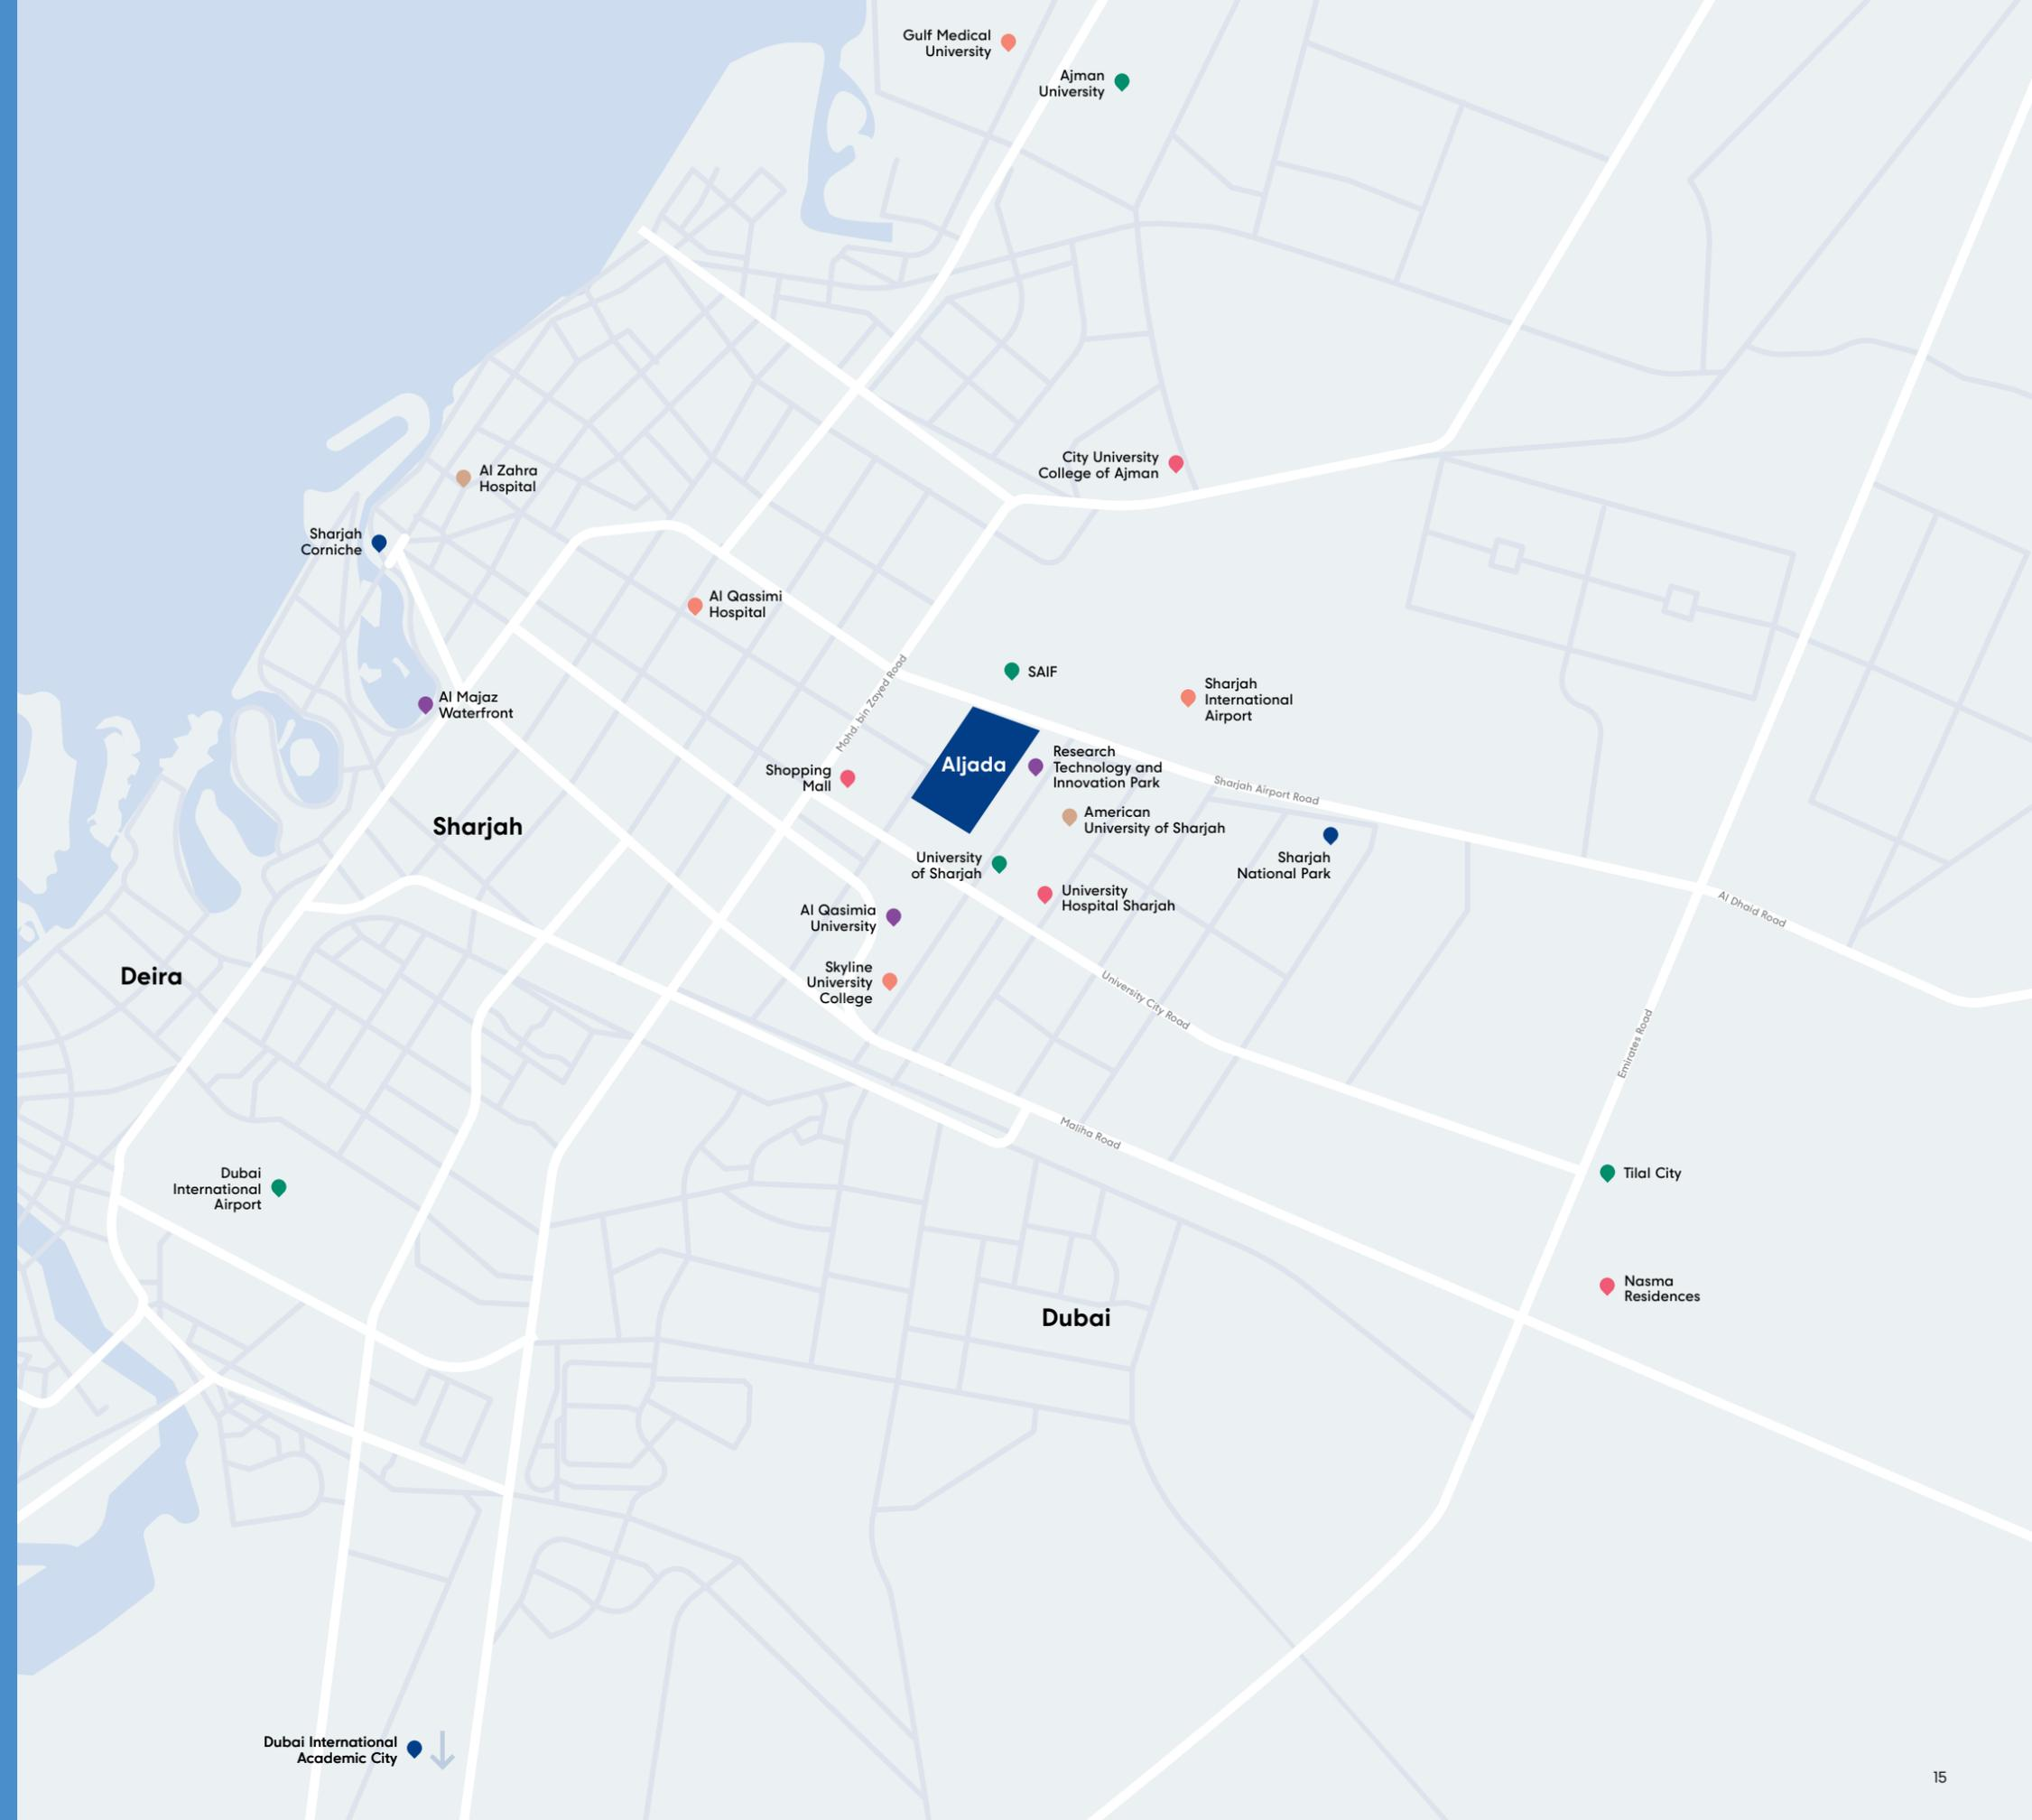 Gulf Medical
University
Ajman
University
City University
College of Ajman
Al Zahra
Hospital
Sharjah
Corniche
Al Qassimi
Hospital
Mohd. bin Zayed Road
SAIF
Sharjah
International
Airport
Al Majaz
Waterfront
Aljada
Research
Technology and
Innovation Park
Shopping
Mall
Sharjah Airport Road
American
University of Sharjah
Sharjah
Sharjah
National Park
University
of Sharjah
University
Hospital Sharjah
Al Qasimia
University
Al Dhaid Road
Deira
Skyline
University
College
University City Road
Emirates Road
Maliha Road
Dubai
International
Airport
Tilal City
Nasma
Residences
Dubai
Dubai International
Academic City
15